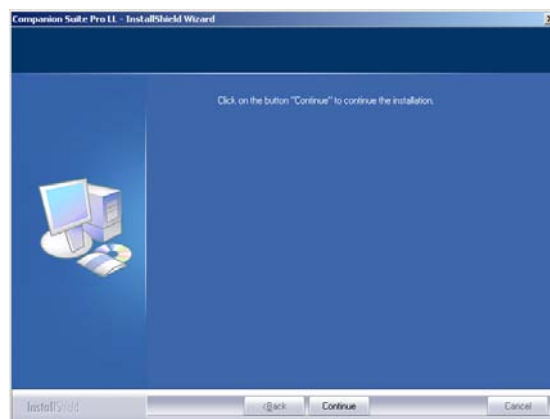 Companion Suite Pro LL - InstallShield Wizard
Click on the button "Continue" to continue the installation.
InstallShield
<Back
Continue
Cancel